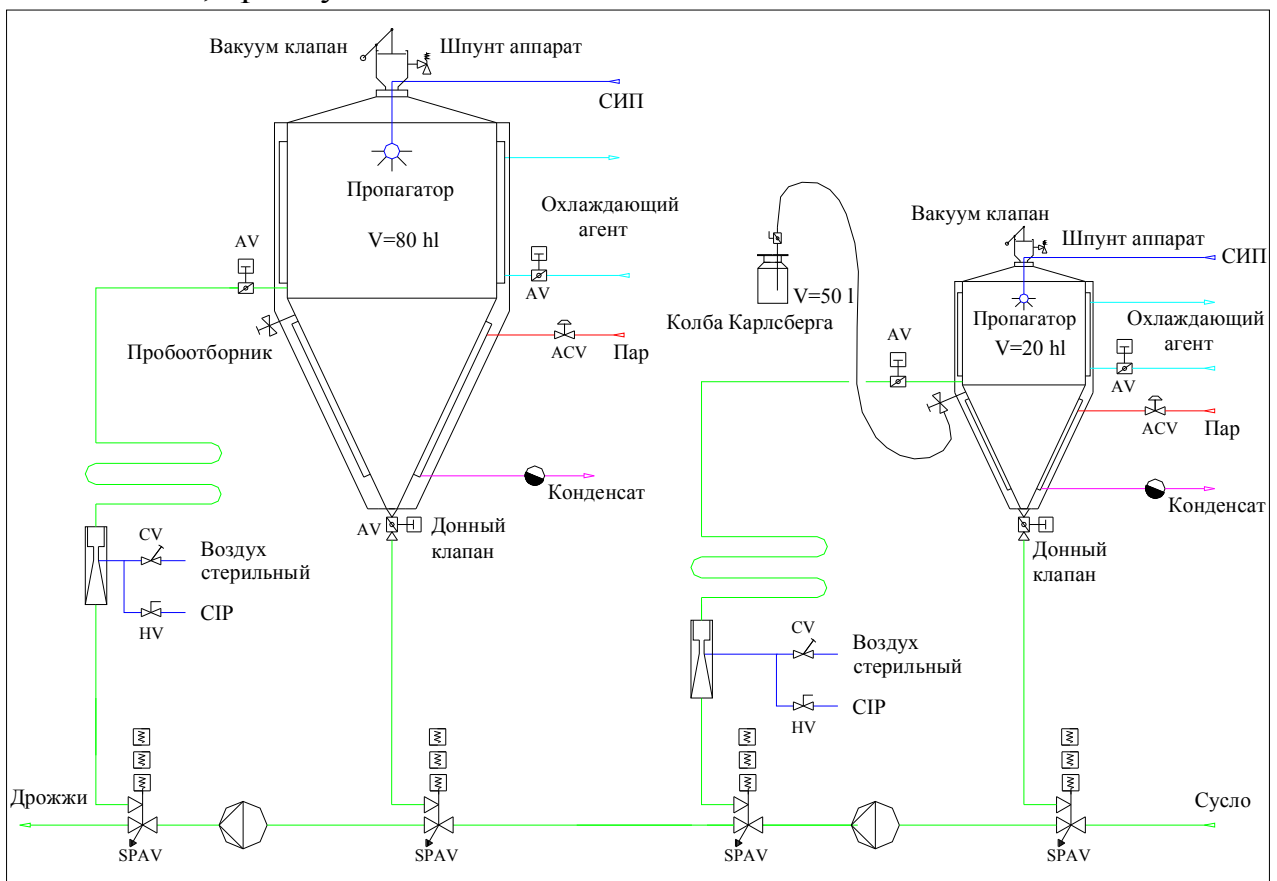 Вакуум клапан
Шпунт аппарат
СИП
Пропагатор
V=80 hl
Охлаждающий
агент
AV
AV
Пробоотборник
ACV
Пар
Конденсат
AV
Донный
клапан
CV
Воздух
стерильный
CIP
HV
Колба Карлсберга
V=50 l
Вакуум клапан
Шпунт аппарат
СИП
Пропагатор
V=20 hl
Охлаждающий
агент
AV
AV
ACV
Пар
Конденсат
Донный
клапан
CV
Воздух
стерильный
CIP
HV
Дрожжи
Сусло
SPAV
SPAV
SPAV
SPAV